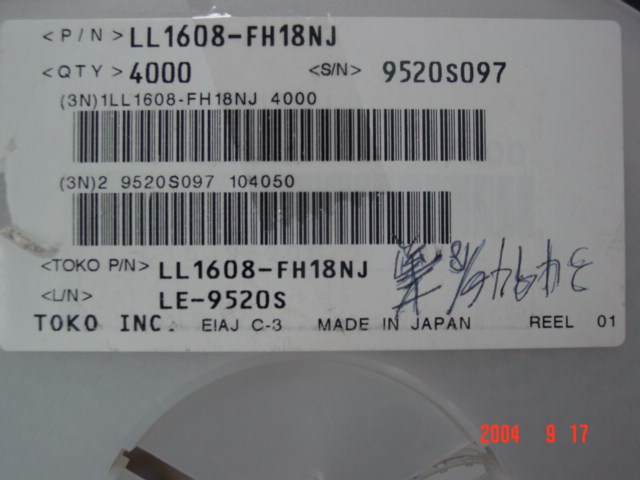 <P/N> LL1608-FH18NJ
<QTY> 4000 <S/N> 9520S097
(3N)1LL1608-FH18NJ 4000
(3N)2 9520S097 104050
<TOKO P/N> LL1608-FH18NJ
<L/N> LE-9520S
TOKO INC. EIAJ C-3 MADE IN JAPAN REEL 01
2004 9 17